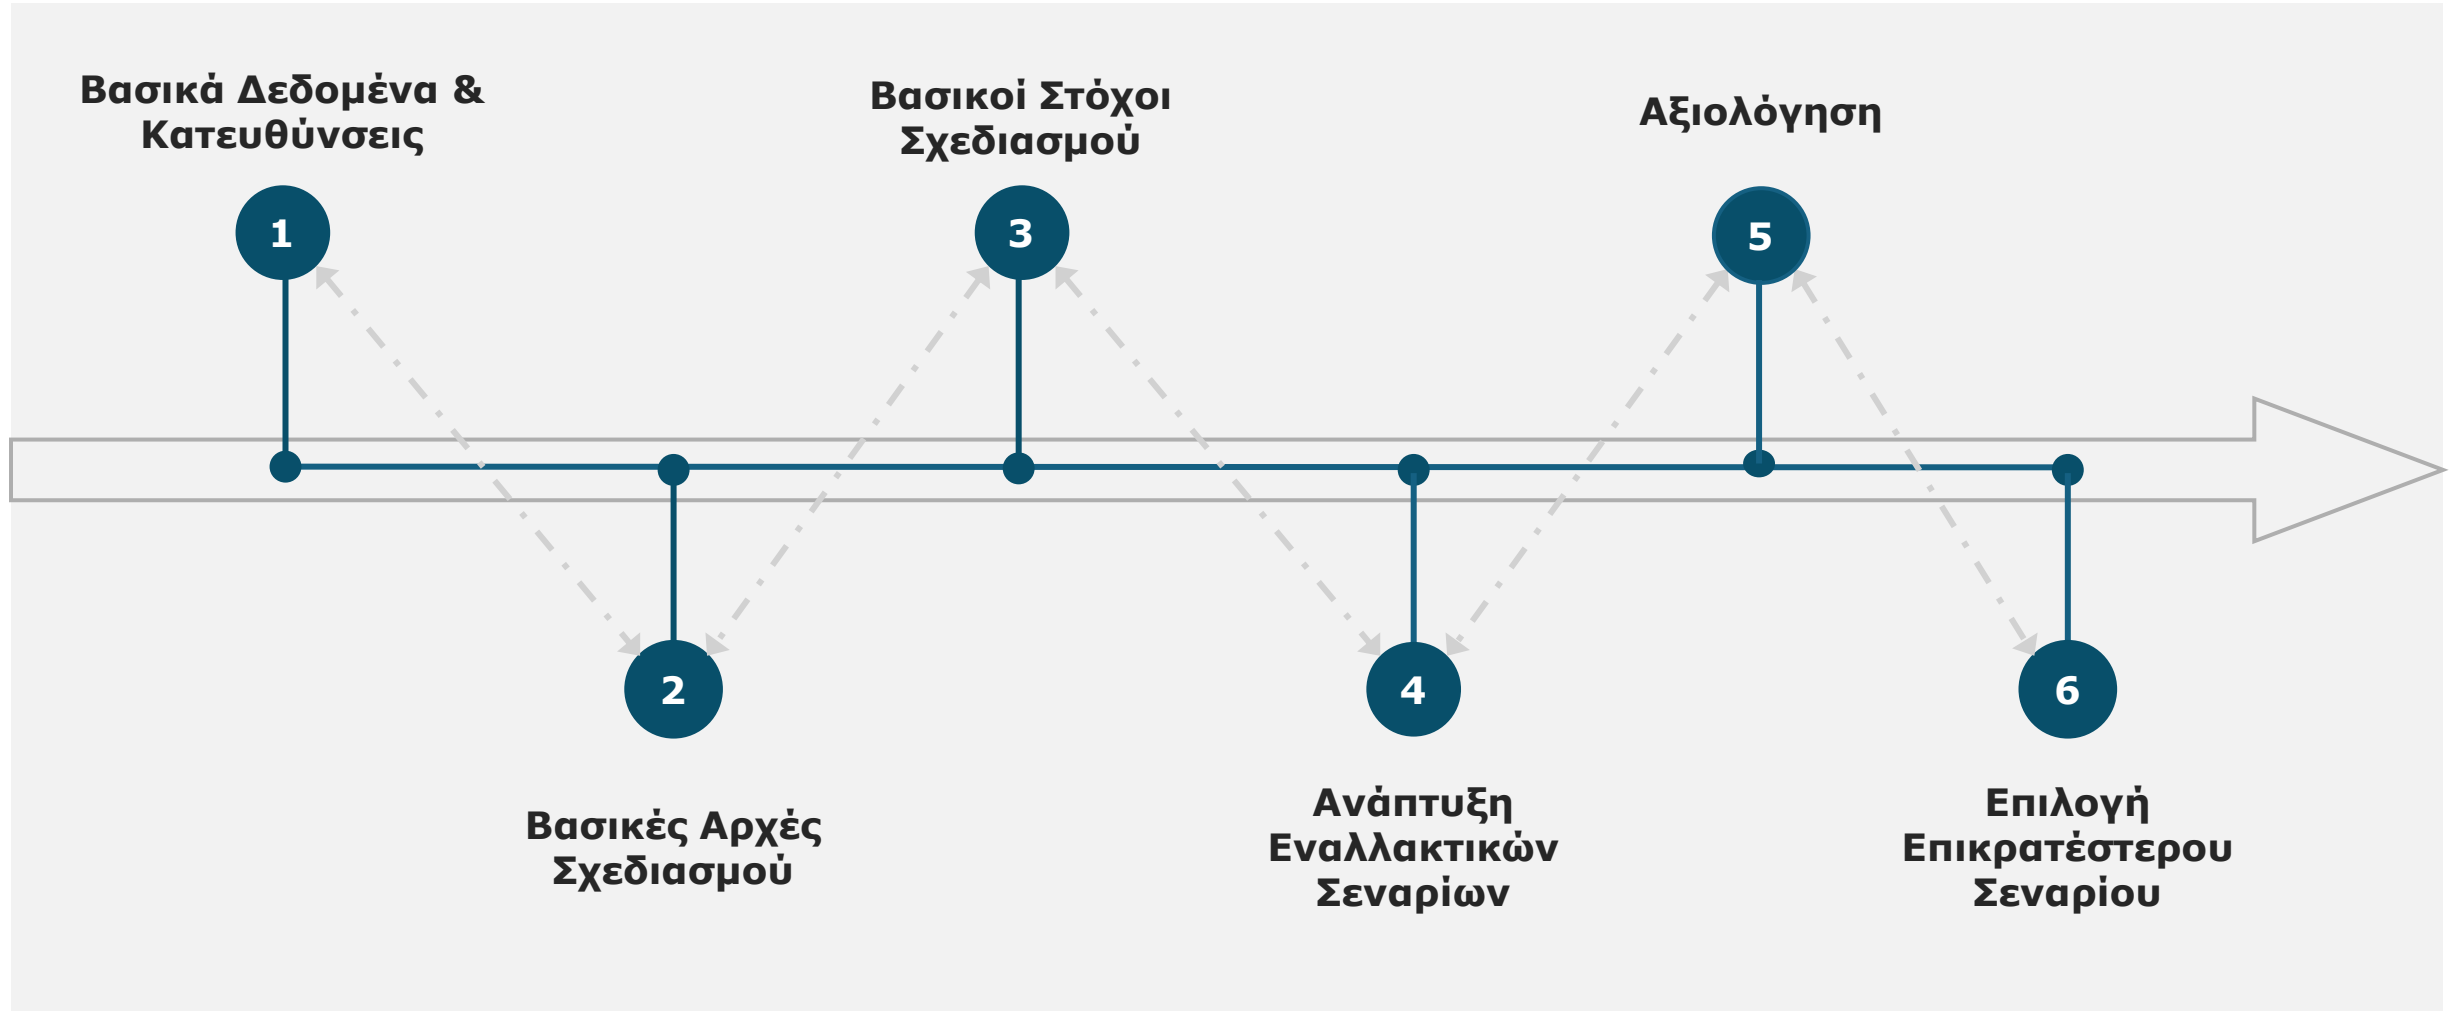 Βασικά Δεδομένα &
Κατευθύνσεις
1
Βασικές Αρχές
Σχεδιασμού
2
Βασικοί Στόχοι
Σχεδιασμού
3
Ανάπτυξη
Εναλλακτικών
Σεναρίων
4
Αξιολόγηση
5
Επιλογή
Επικρατέστερου
Σεναρίου
6